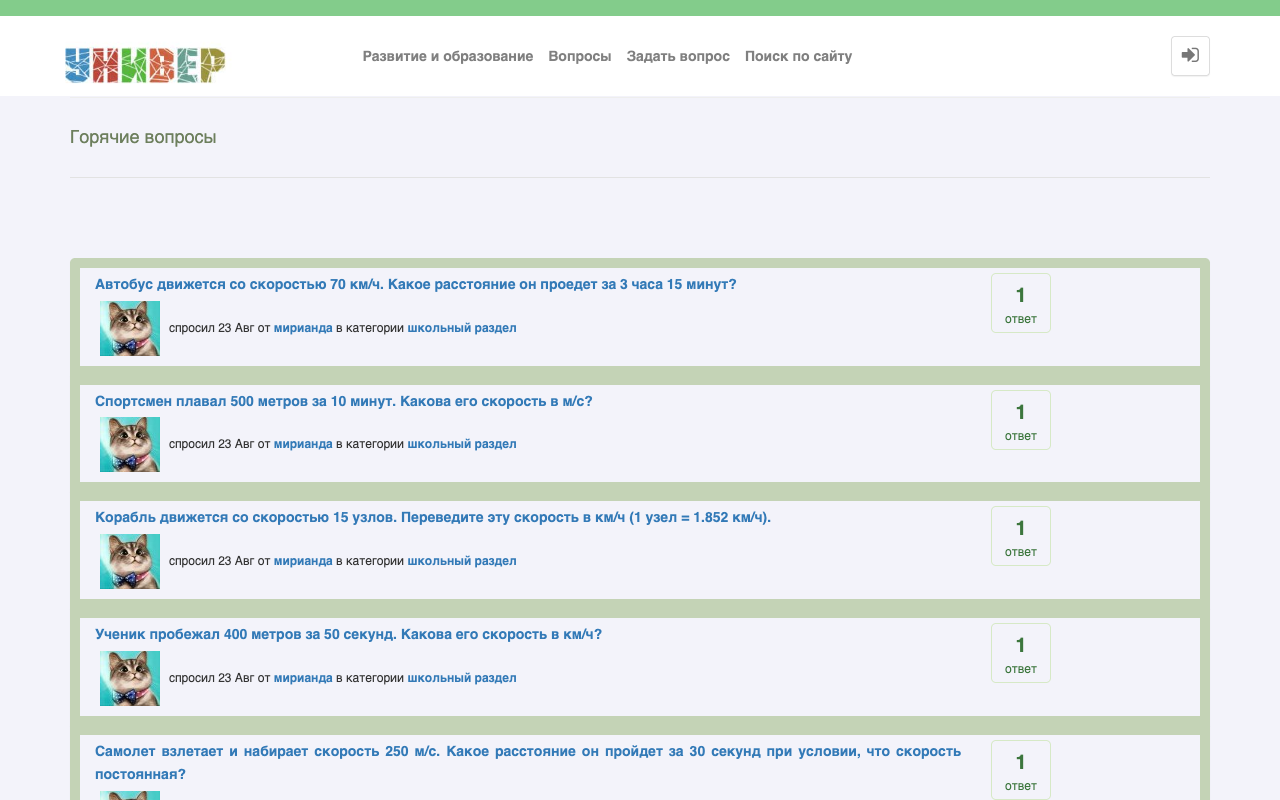 УНИВЕР
Развитие и образование Вопросы Задать вопрос Поиск по сайту
Горячие вопросы
Автобус движется со скоростью 70 км/ч. Какое расстояние он проедет за 3 часа 15 минут?
спросил 23 Авг от мирианда в категории школьный раздел
1
ответ
Спортсмен плавал 500 метров за 10 минут. Какова его скорость в м/с?
спросил 23 Авг от мирианда в категории школьный раздел
1
ответ
Корабль движется со скоростью 15 узлов. Переведите эту скорость в км/ч (1 узел = 1.852 км/ч).
спросил 23 Авг от мирианда в категории школьный раздел
1
ответ
Ученик пробежал 400 метров за 50 секунд. Какова его скорость в км/ч?
спросил 23 Авг от мирианда в категории школьный раздел
1
ответ
Самолет взлетает и набирает скорость 250 м/с. Какое расстояние он пройдет за 30 секунд при условии, что скорость
постоянная?
1
ответ